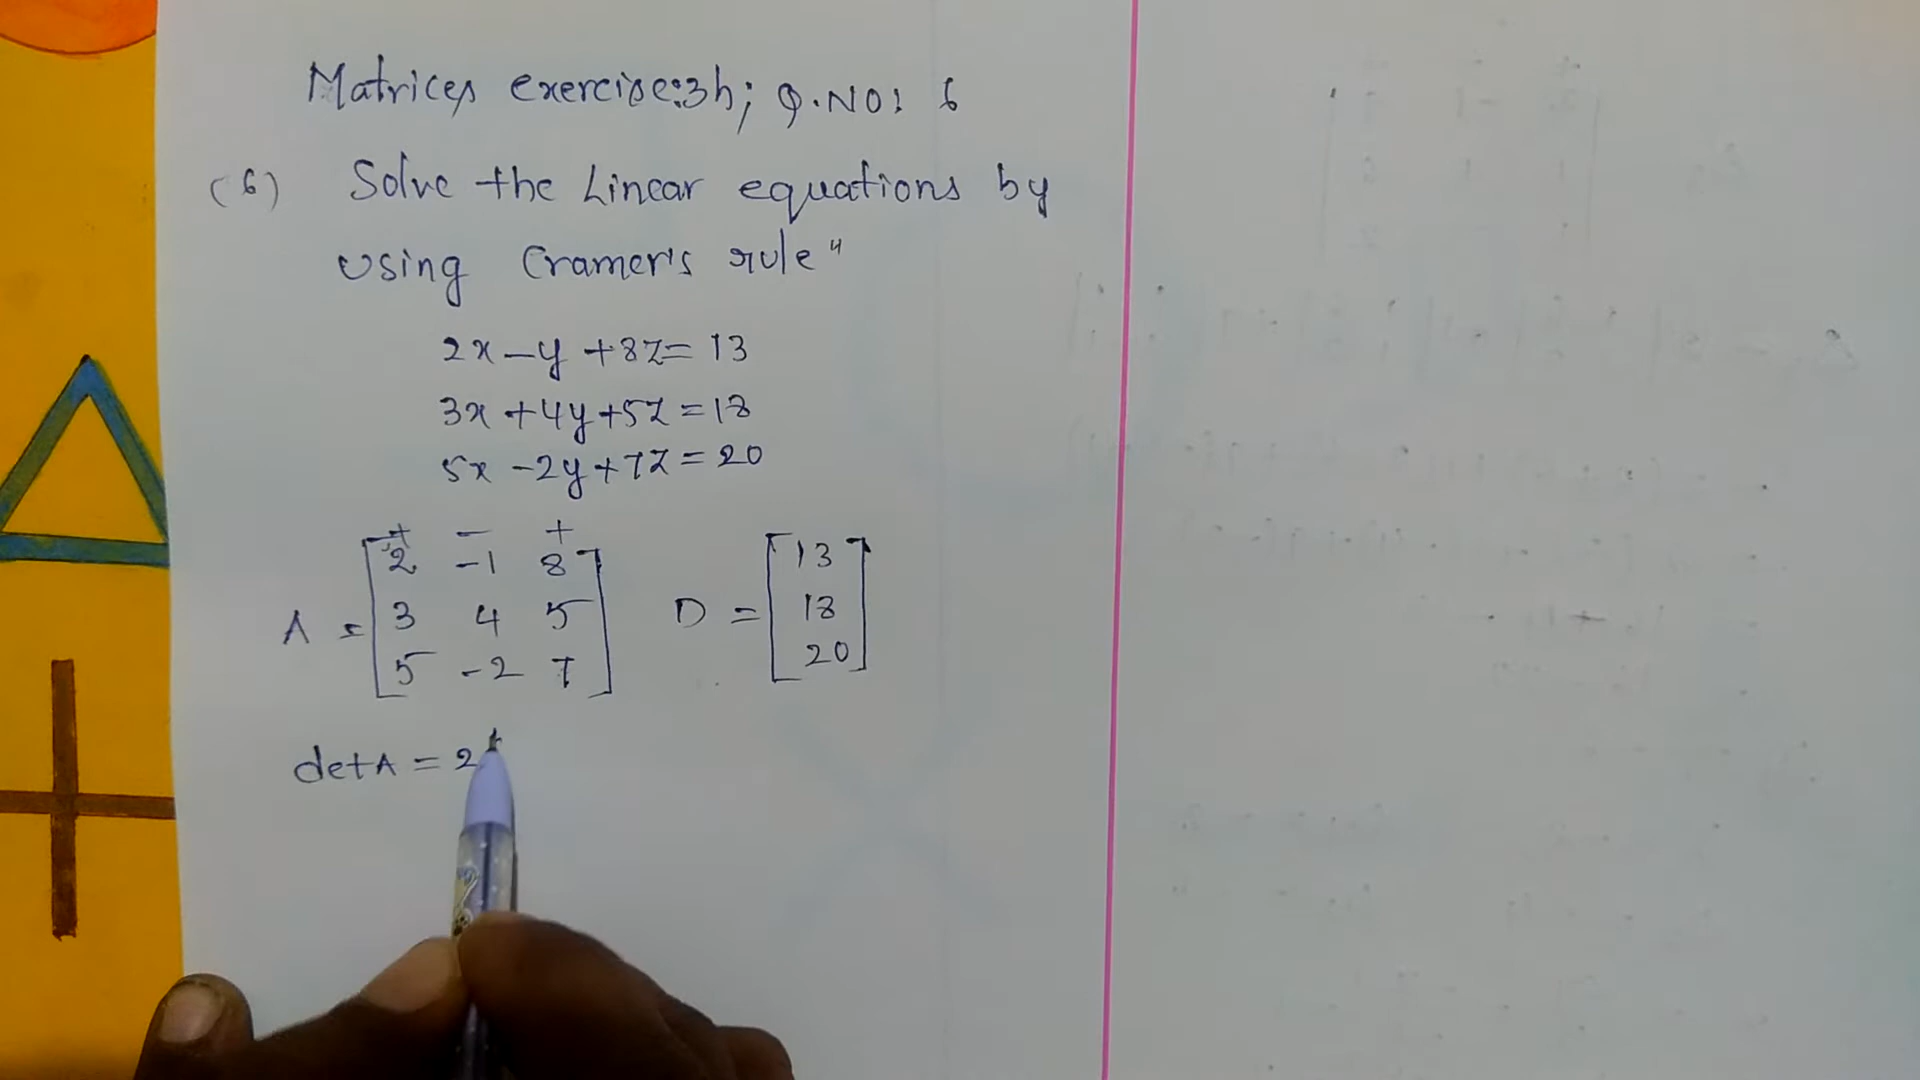 Matrices exercise:3h; Q.NO: 6
(6) Solve the Linear equations by
using Cramer's rule"
2x - y + 8z = 13
3x + 4y + 5z = 18
5x - 2y + 7z = 20
+ - +
A = [2 -1 8 D = [13
3 4 5 18
5 -2 7] 20]
det A = 2